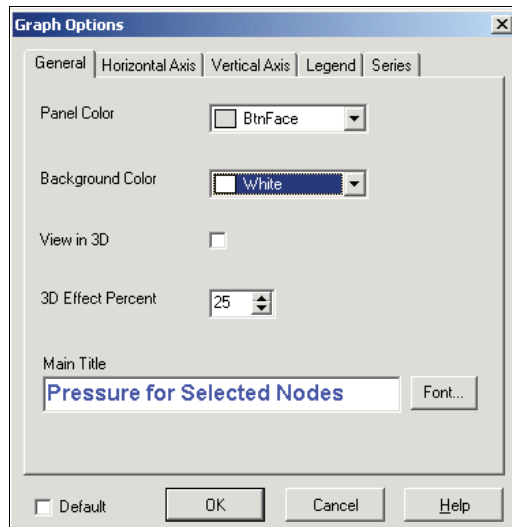 Graph Options
General Horizontal Axis Vertical Axis Legend Series
Panel Color BtnFace
Background Color White
View in 3D
3D Effect Percent 25
Main Title
Pressure for Selected Nodes Font...
Default OK Cancel Help